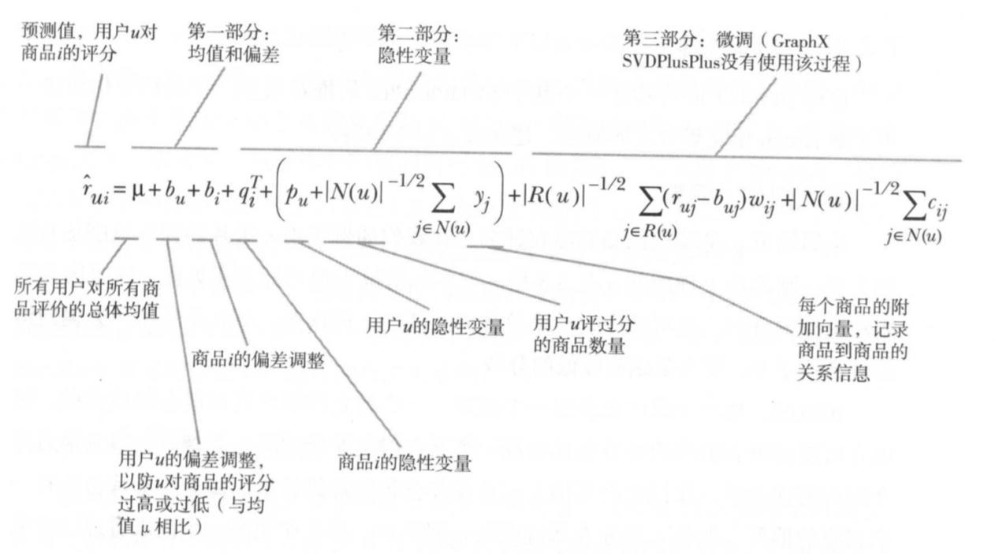 预测值，用户u对
商品i的评分
第一部分：
均值和偏差
第二部分：
隐性变量
第三部分：微调（GraphX
SVDPlusPlus没有使用该过程）
r̂ui = μ+bu+bi+qiT+(pu+|N(u)|-1/2∑ yj)+|R(u)|-1/2 ∑(ruj-buj)wij+|N(u)|-1/2∑cij
j∈N(u) j∈R(u) j∈N(u)
所有用户对所有商
品评价的总体均值
用户u的偏差调整，
以防u对商品的评分
过高或过低（与均
值μ相比）
商品i的偏差调整
商品i的隐性变量
用户u的隐性变量
用户u评过分
的商品数量
每个商品的附
加向量，记录
商品到商品的
关系信息